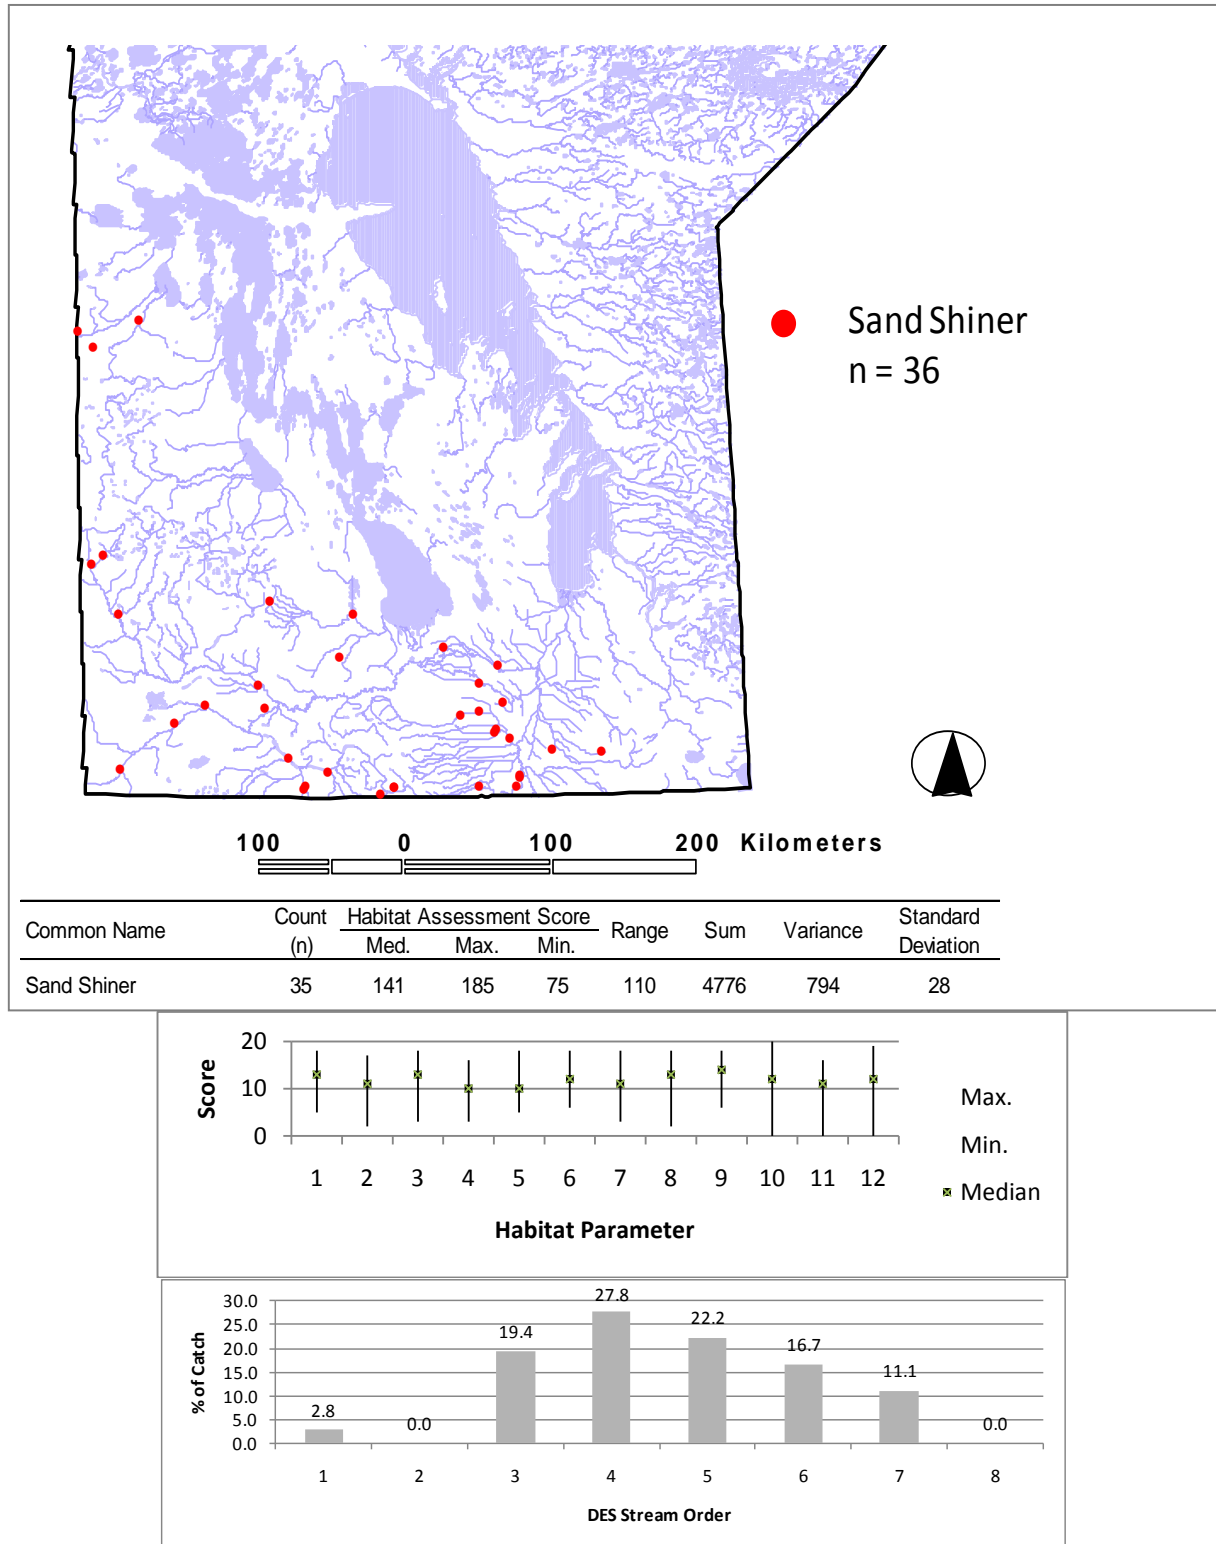 Sand Shiner
n = 36
100 0 100 200 Kilometers
Common Name Count (n) Habitat Assessment Score Med. Max. Min. Range Sum Variance Standard Deviation
Sand Shiner 35 141 185 75 110 4776 794 28
20
10
0
Score
1 2 3 4 5 6 7 8 9 10 11 12
Habitat Parameter
Max.
Min.
Median
30.0
25.0
20.0
15.0
10.0
5.0
0.0
% of Catch
2.8 0.0 19.4 27.8 22.2 16.7 11.1 0.0
1 2 3 4 5 6 7 8
DES Stream Order